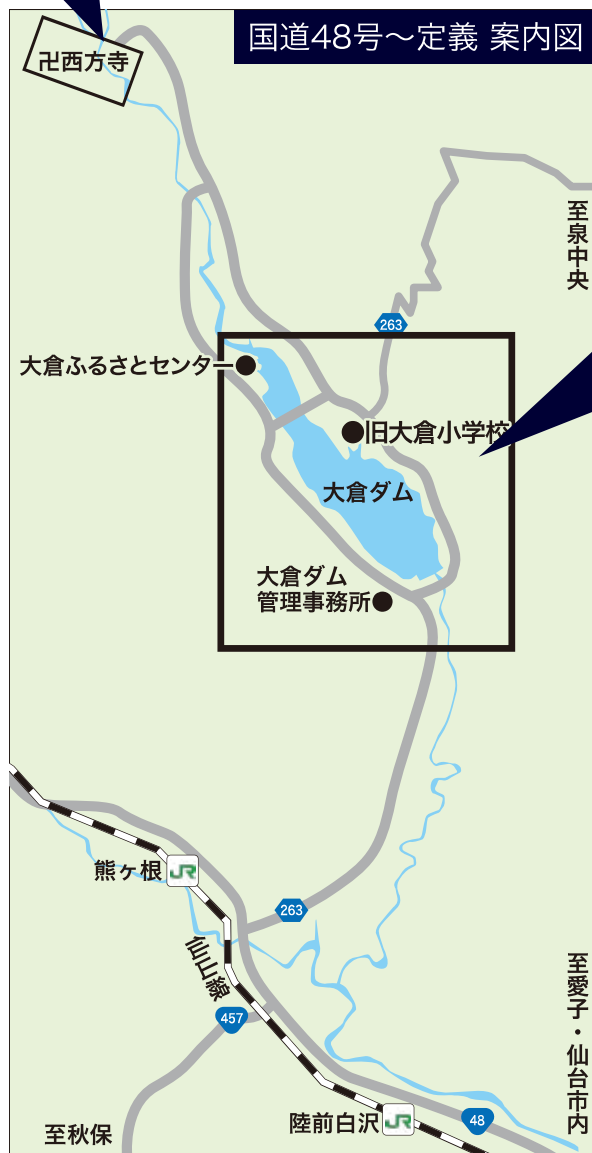 国道48号～定義 案内図
卍西方寺
至泉中央
263
大倉ふるさとセンター
旧大倉小学校
大倉ダム
大倉ダム
管理事務所
熊ヶ根
JR
263
仙山線
457
至愛子・仙台市内
陸前白沢
JR
48
至秋保